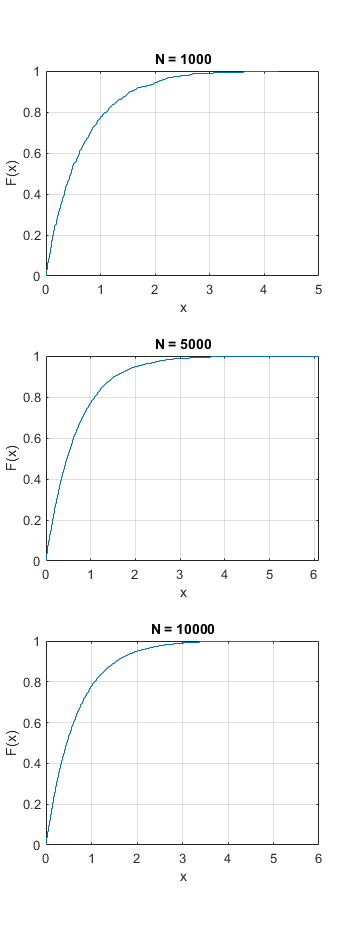 N = 1000
1
0.8
0.6
0.4
0.2
0
F(x)
0 1 2 3 4 5
x
N = 5000
1
0.8
0.6
0.4
0.2
0
F(x)
0 1 2 3 4 5 6
x
N = 10000
1
0.8
0.6
0.4
0.2
0
F(x)
0 1 2 3 4 5 6
x